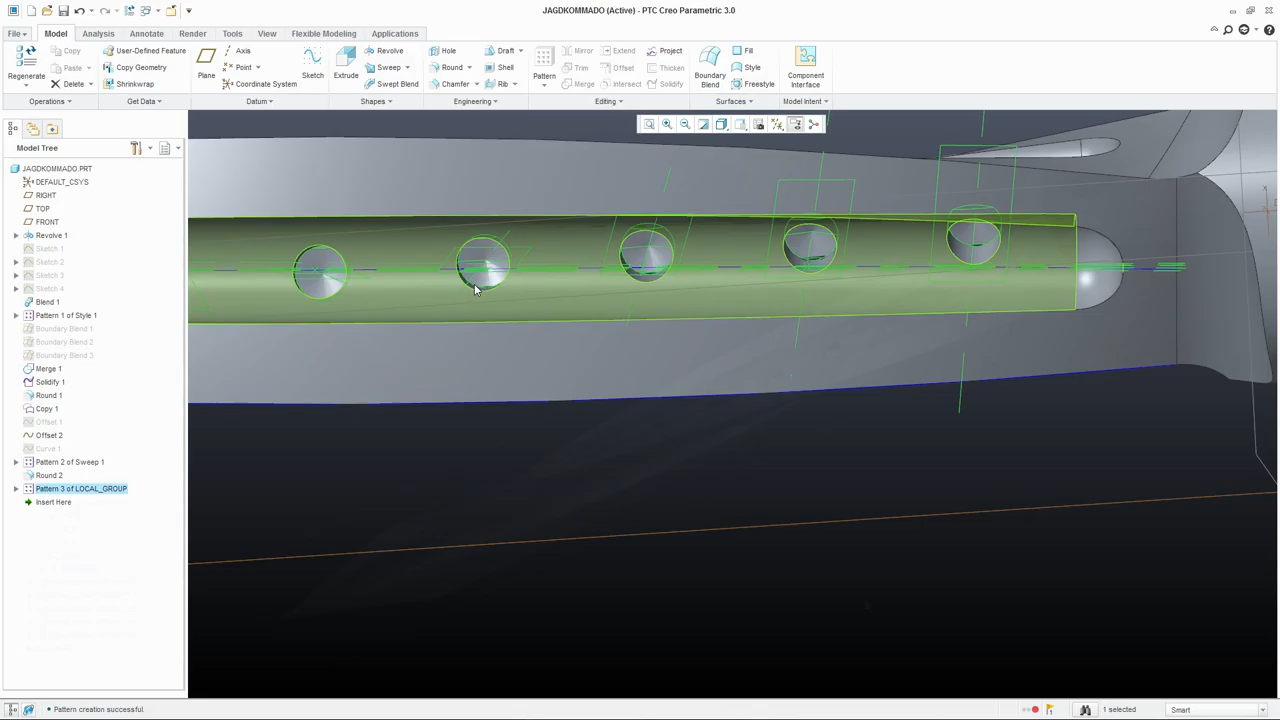 JAGDKOMMADO (Active) - PTC Creo Parametric 3.0
File
Model
Analysis
Annotate
Render
Tools
View
Flexible Modeling
Applications
Regenerate
Copy
Paste
Delete
Operations
User-Defined Feature
Copy Geometry
Shrinkwrap
Get Data
Plane
Axis
Point
Coordinate System
Sketch
Datum
Extrude
Revolve
Sweep
Swept Blend
Shapes
Hole
Round
Chamfer
Draft
Shell
Rib
Engineering
Pattern
Mirror
Trim
Merge
Extend
Offset
Intersect
Project
Thicken
Solidify
Editing
Boundary
Blend
Fill
Style
Freestyle
Surfaces
Component
Interface
Model Intent
Model Tree
JAGDKOMMADO.PRT
DEFAULT_CSYS
RIGHT
TOP
FRONT
Revolve 1
Sketch 1
Sketch 2
Sketch 3
Sketch 4
Blend 1
Pattern 1 of Style 1
Boundary Blend 1
Boundary Blend 2
Boundary Blend 3
Merge 1
Solidify 1
Round 1
Copy 1
Offset 1
Offset 2
Curve 1
Pattern 2 of Sweep 1
Round 2
Pattern 3 of LOCAL_GROUP
Insert Here
Pattern creation successful.
1 selected
Smart